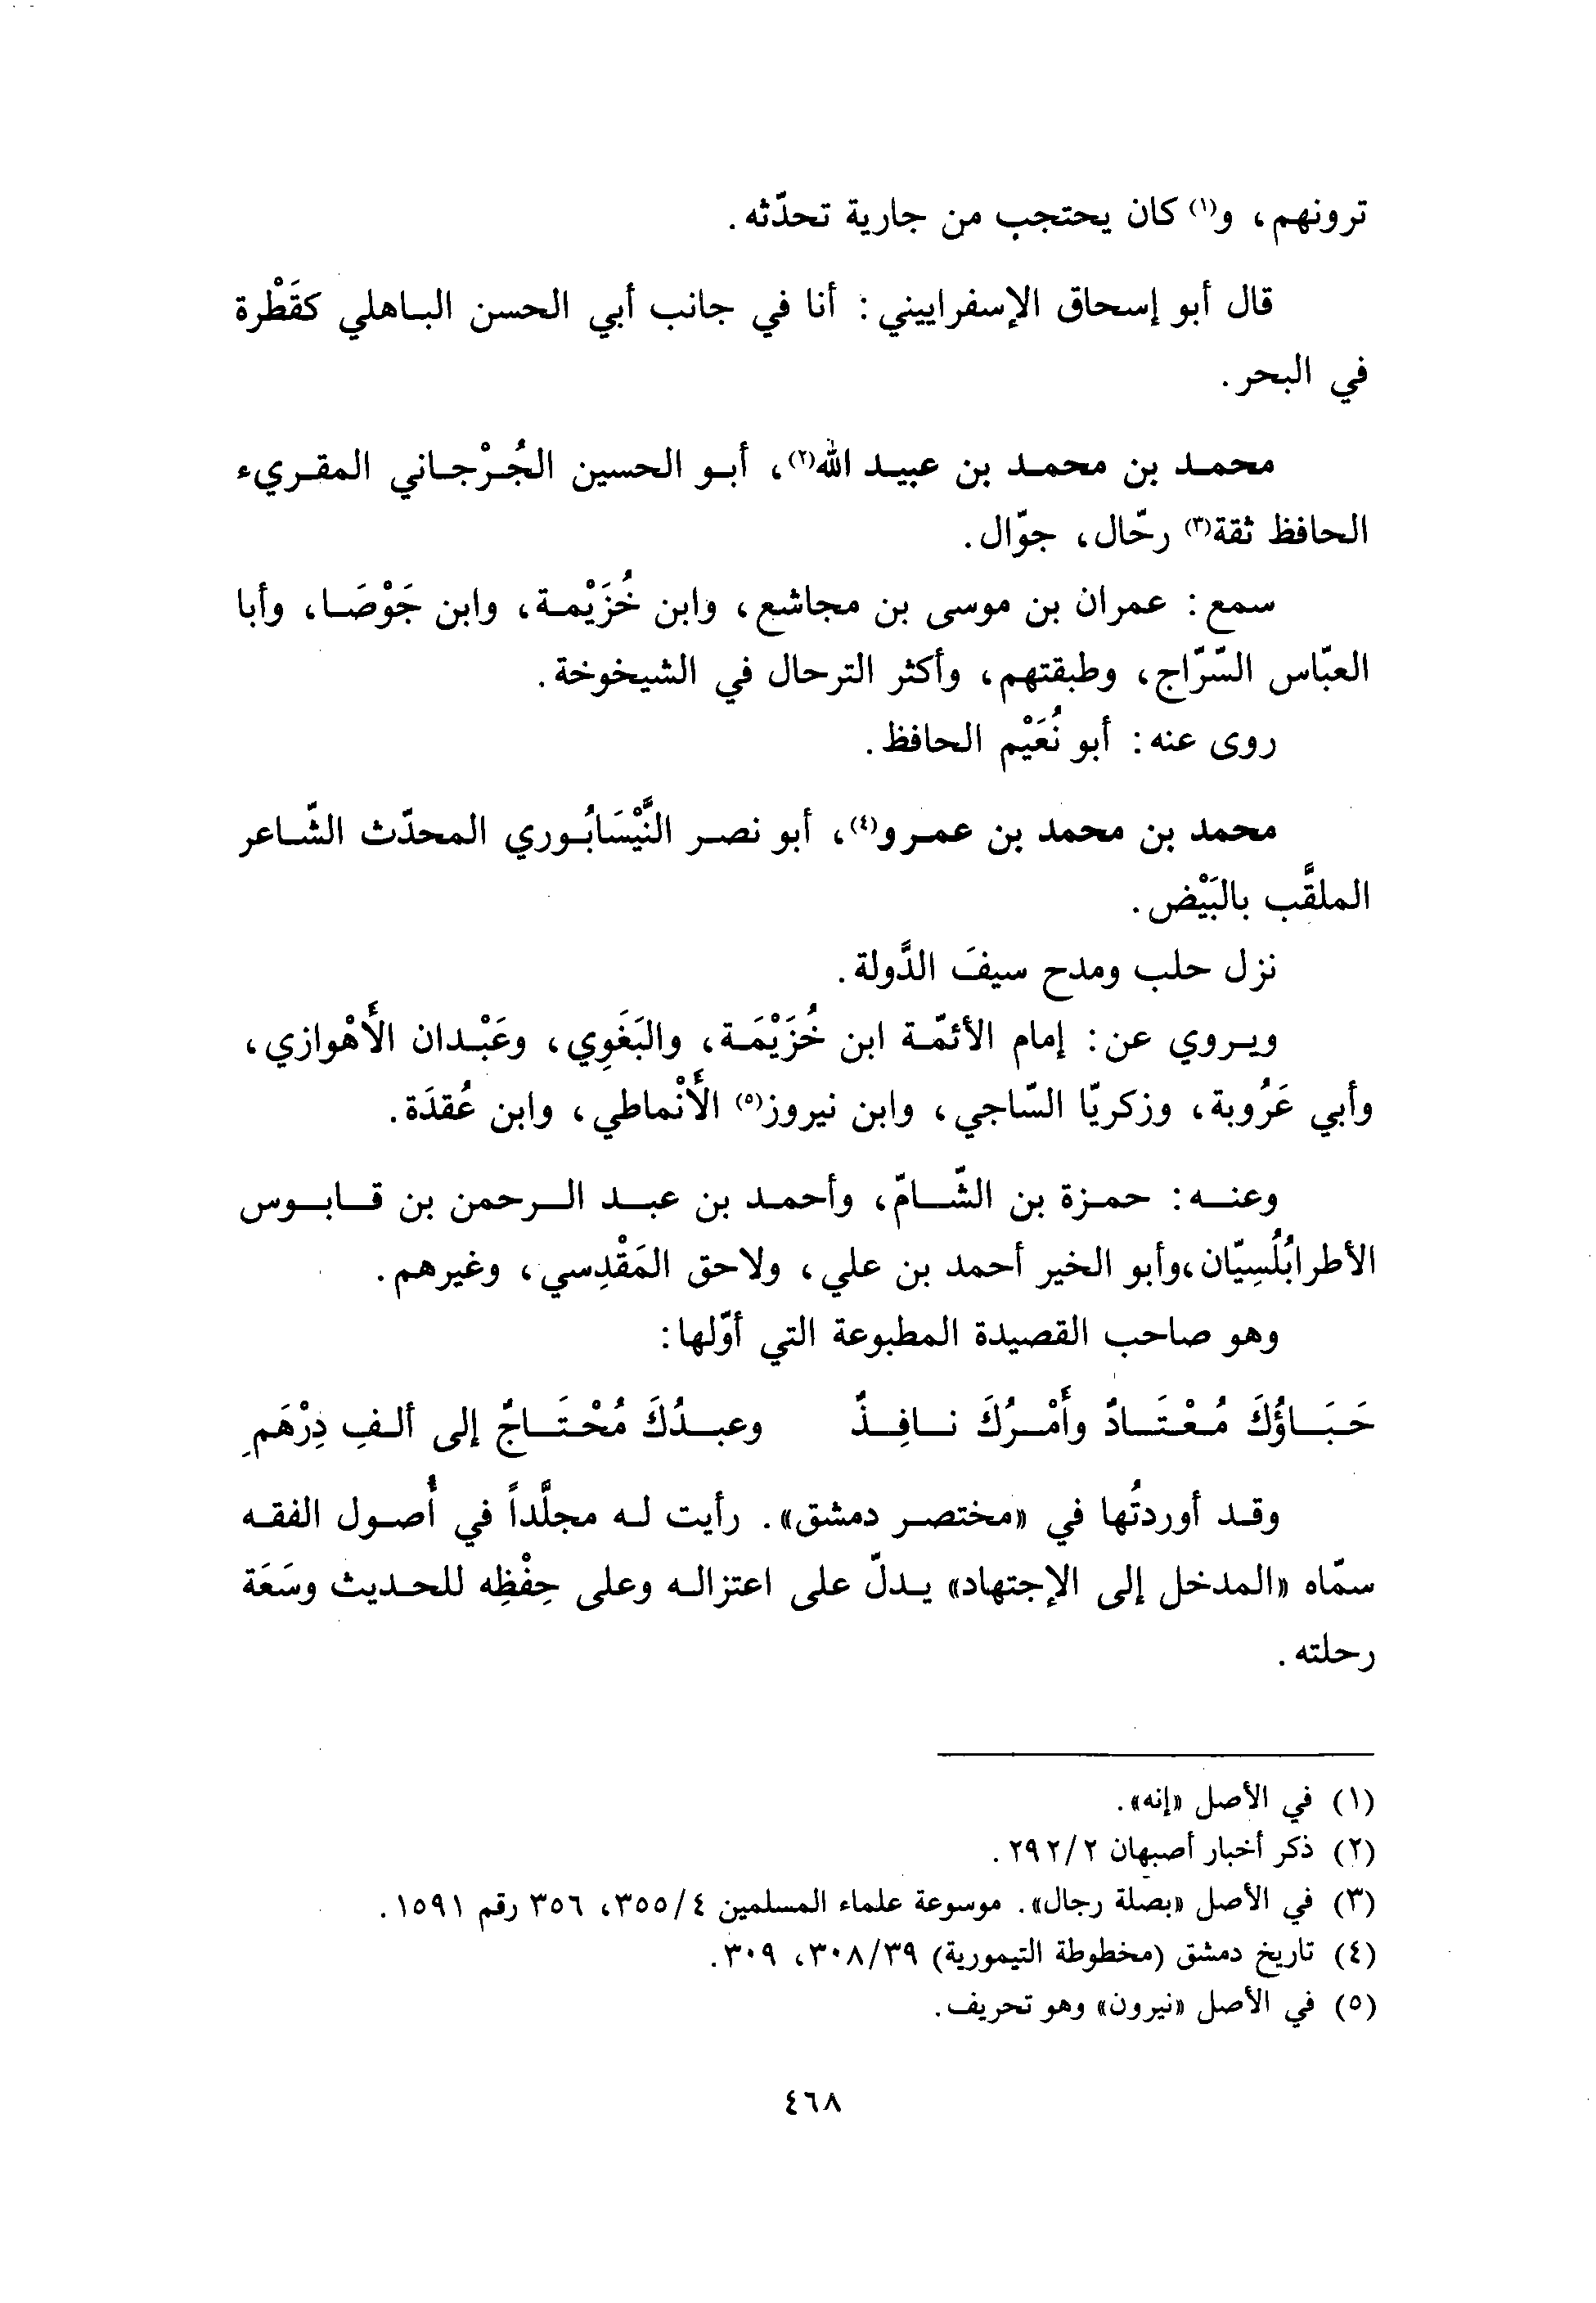 ترونهم، و(١) كان يحتجب من جارية تحدّثه.
قال أبو إسحاق الإسفراييني: أنا في جانب أبي الحسن الباهلي كقَطْرة
في البحر.
محمد بن محمد بن عبيد الله(٢)، أبو الحسين الجُرْجاني المقريء
الحافظ ثقة(٣) رحّال، جوّال.
سمع: عمران بن موسى بن مجاشع، وابن خُزَيْمة، وابن جَوْصَا، وأبا
العبّاس السّرّاج، وطبقتهم، وأكثر الترحال في الشيخوخة.
روى عنه: أبو نُعَيْم الحافظ.
محمد بن محمد بن عمرو(٤)، أبو نصر النَّيْسَابُوري المحدّث الشّاعر
الملقَّب بالبَيْض.
نزل حلب ومدح سيفَ الدَّولة.
ويروي عن: إمام الأئمّة ابن خُزَيْمَة، والبَغَوِي، وعَبْدان الأَهْوازي،
وأبي عَرُوبة، وزكريّا السّاجي، وابن نيروز(٥) الأَنْماطي، وابن عُقدَة.
وعنه: حمزة بن الشّامّ، وأحمد بن عبد الرحمن بن قابوس
الأطرابُلُسِيّان،وأبو الخير أحمد بن علي، ولاحق المَقْدِسي، وغيرهم.
وهو صاحب القصيدة المطبوعة التي أوّلها:
حَبَاؤُكَ مُعْتَادٌ وأَمْرُكَ نافِذٌ وعبدُكَ مُحْتَاجٌ إلى ألفِ دِرْهَمِ
وقد أوردتُها في «مختصر دمشق». رأيت له مجلَّداً في أُصول الفقه
سمّاه «المدخل إلى الإجتهاد» يدلّ على اعتزاله وعلى حِفْظِه للحديث وسَعَة
رحلته.
(١) في الأصل «إنه».
(٢) ذكر أخبار أصبهان ٢٩٢/٢.
(٣) في الأصل «بصلة رجال». موسوعة علماء المسلمين ٣٥٥/٤، ٣٥٦ رقم ١٥٩١.
(٤) تاريخ دمشق (مخطوطة التيمورية) ٣٠٨/٣٩، ٣٠٩.
(٥) في الأصل «نيرون» وهو تحريف.
٤٦٨